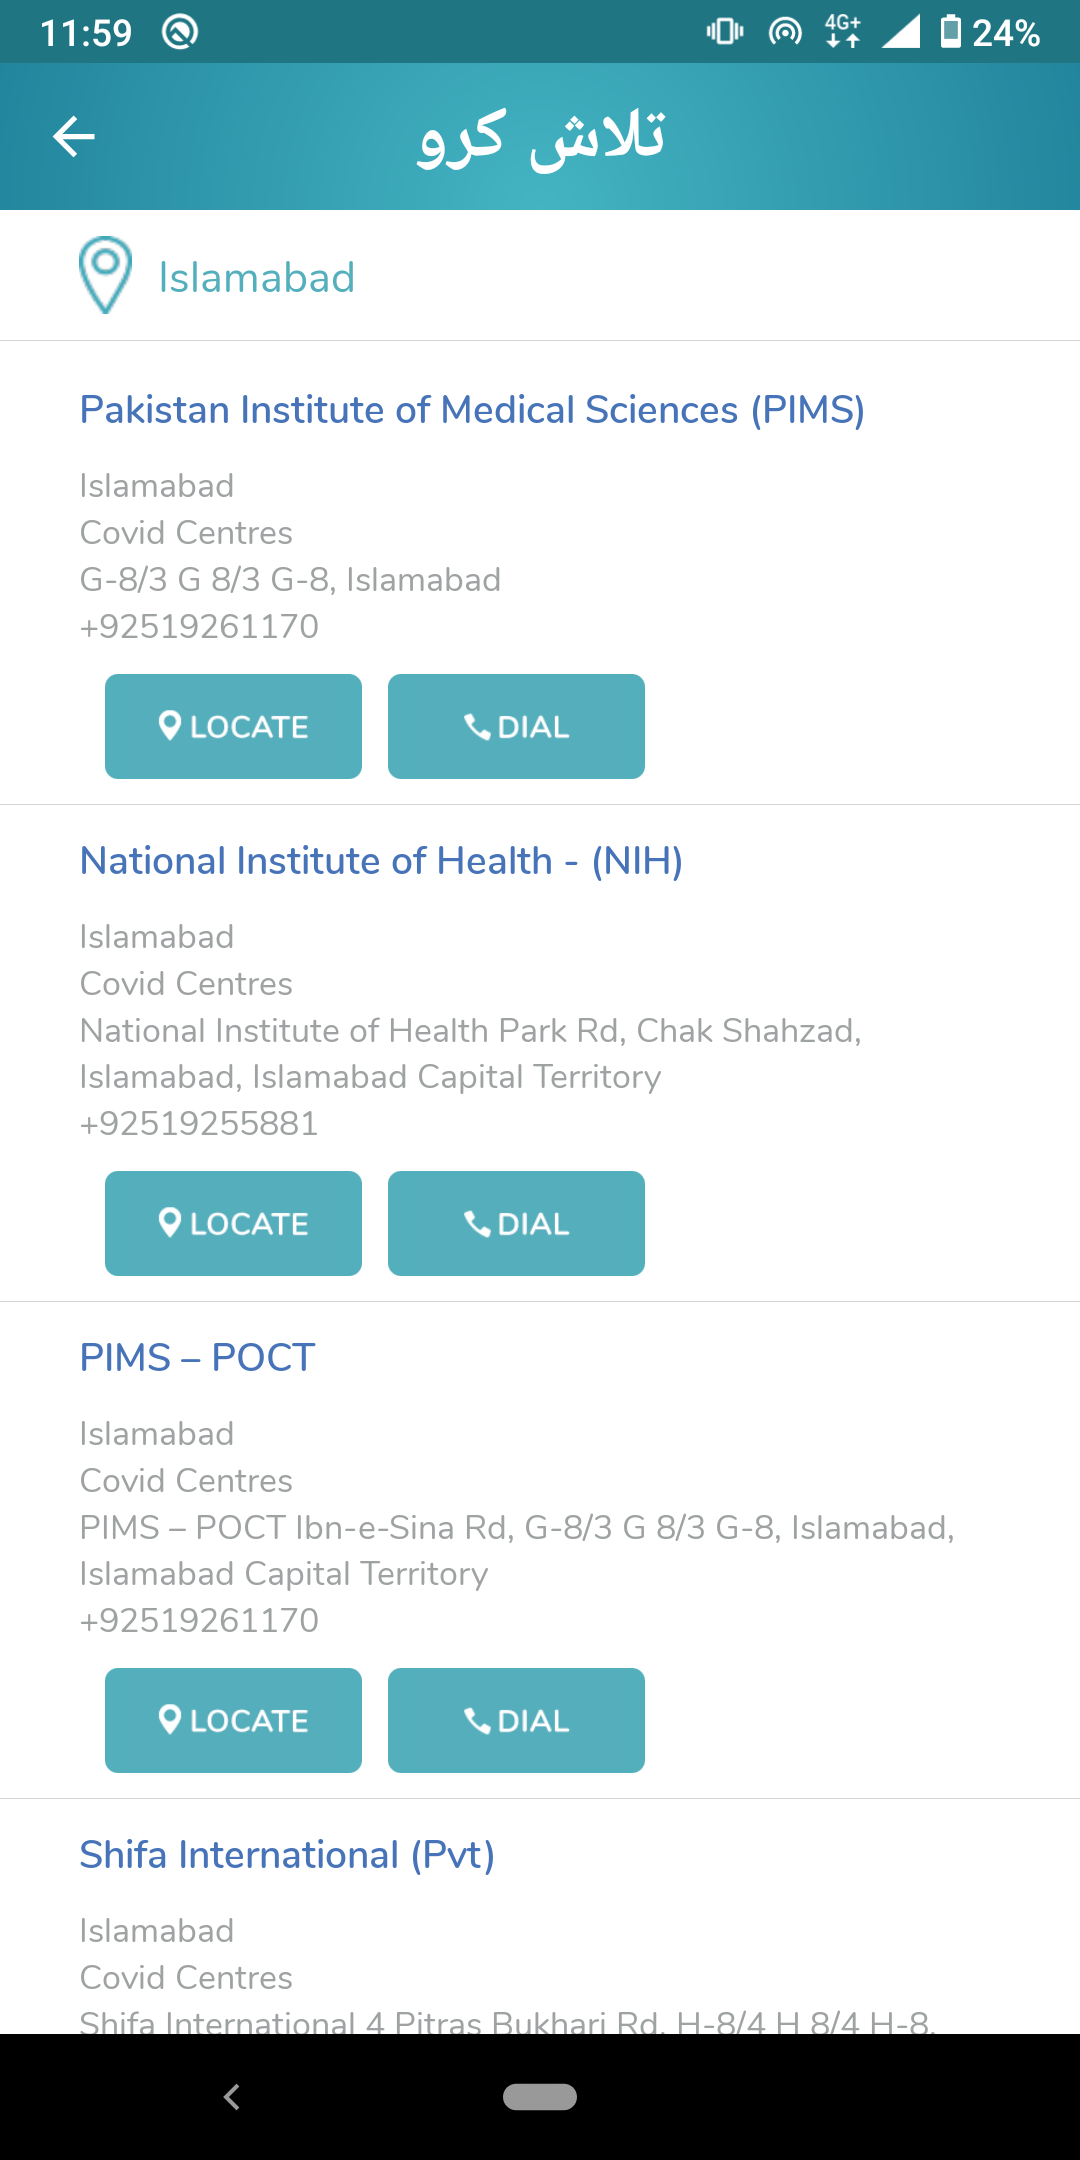 11:59
4G+
24%
تلاش کرو
Islamabad
Pakistan Institute of Medical Sciences (PIMS)
Islamabad
Covid Centres
G-8/3 G 8/3 G-8, Islamabad
+92519261170
LOCATE DIAL
National Institute of Health - (NIH)
Islamabad
Covid Centres
National Institute of Health Park Rd, Chak Shahzad,
Islamabad, Islamabad Capital Territory
+92519255881
LOCATE DIAL
PIMS – POCT
Islamabad
Covid Centres
PIMS – POCT Ibn-e-Sina Rd, G-8/3 G 8/3 G-8, Islamabad,
Islamabad Capital Territory
+92519261170
LOCATE DIAL
Shifa International (Pvt)
Islamabad
Covid Centres
Shifa International 4 Pitras Bukhari Rd, H-8/4 H 8/4 H-8,